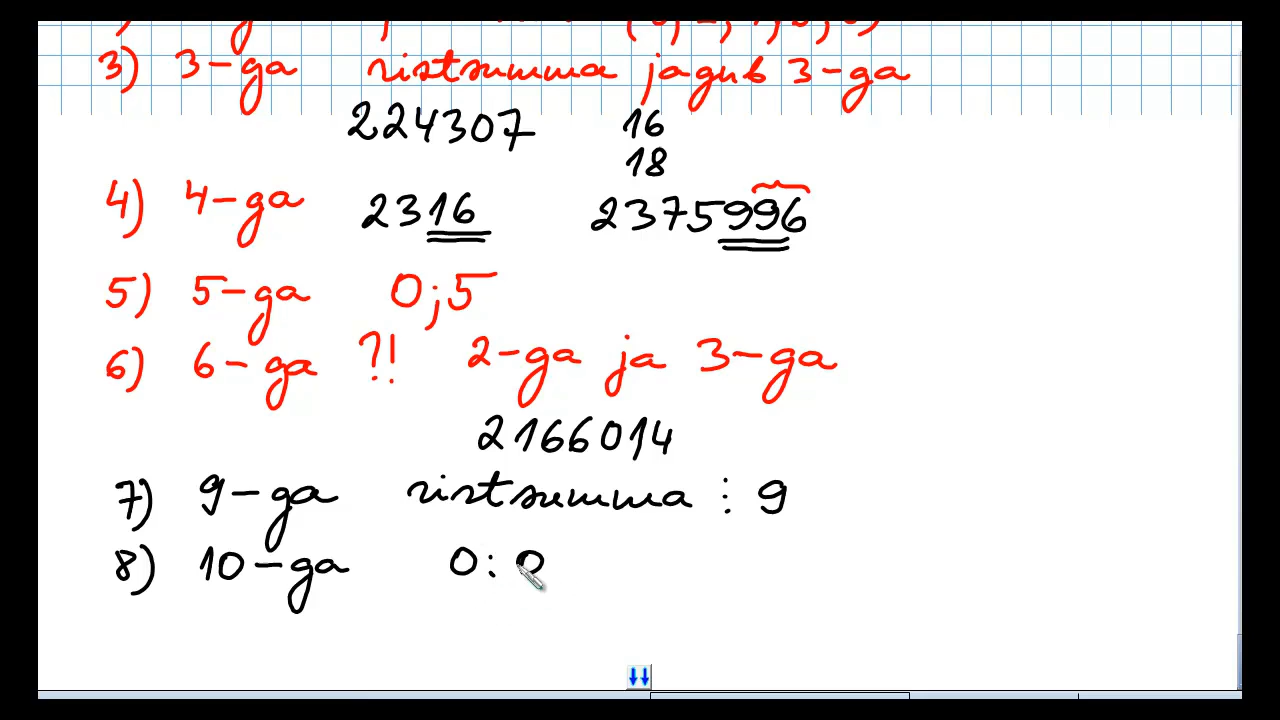 3) 3-ga ristsumma jagub 3-ga
224307 16
18
4) 4-ga 2316 2375996
5) 5-ga 0;5
6) 6-ga ?! 2-ga ja 3-ga
2166014
7) 9-ga ristsumma ⋮ 9
8) 10-ga 0: 0